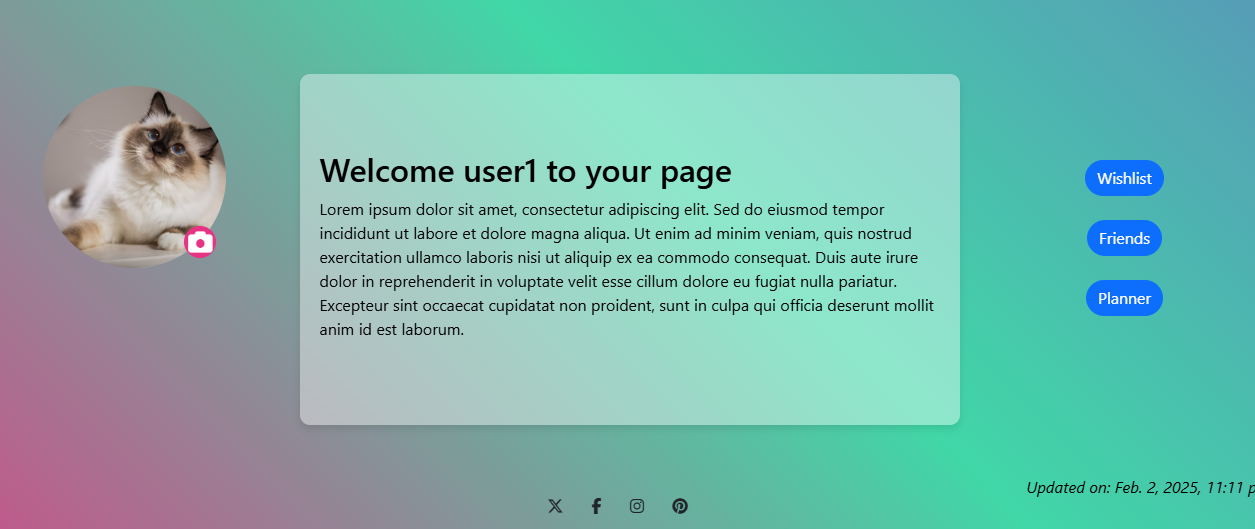 Welcome user1 to your page
Lorem ipsum dolor sit amet, consectetur adipiscing elit. Sed do eiusmod tempor
incididunt ut labore et dolore magna aliqua. Ut enim ad minim veniam, quis nostrud
exercitation ullamco laboris nisi ut aliquip ex ea commodo consequat. Duis aute irure
dolor in reprehenderit in voluptate velit esse cillum dolore eu fugiat nulla pariatur.
Excepteur sint occaecat cupidatat non proident, sunt in culpa qui officia deserunt mollit
anim id est laborum.
Wishlist
Friends
Planner
Updated on: Feb. 2, 2025, 11:11 p